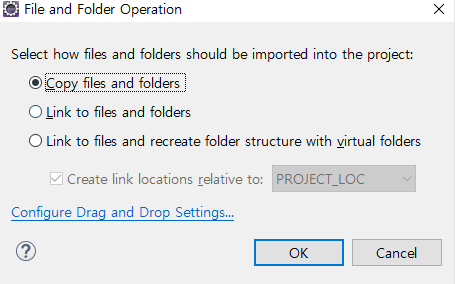 File and Folder Operation
Select how files and folders should be imported into the project:
Copy files and folders
Link to files and folders
Link to files and recreate folder structure with virtual folders
Create link locations relative to: PROJECT_LOC
Configure Drag and Drop Settings...
? OK Cancel